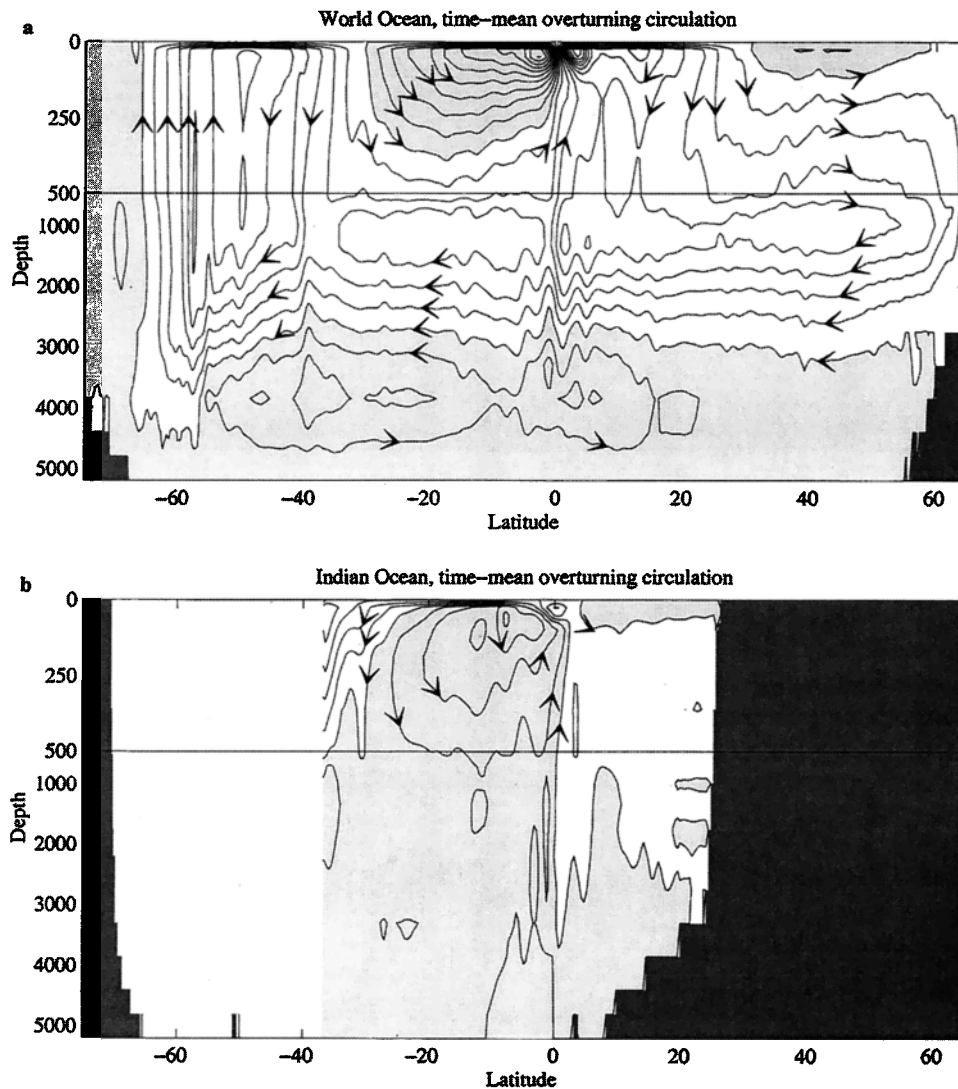 a
World Ocean, time–mean overturning circulation
0
250
500
1000
2000
3000
4000
5000
Depth
−60 −40 −20 0 20 40 60
Latitude
b
Indian Ocean, time–mean overturning circulation
0
250
500
1000
2000
3000
4000
5000
Depth
−60 −40 −20 0 20 40 60
Latitude